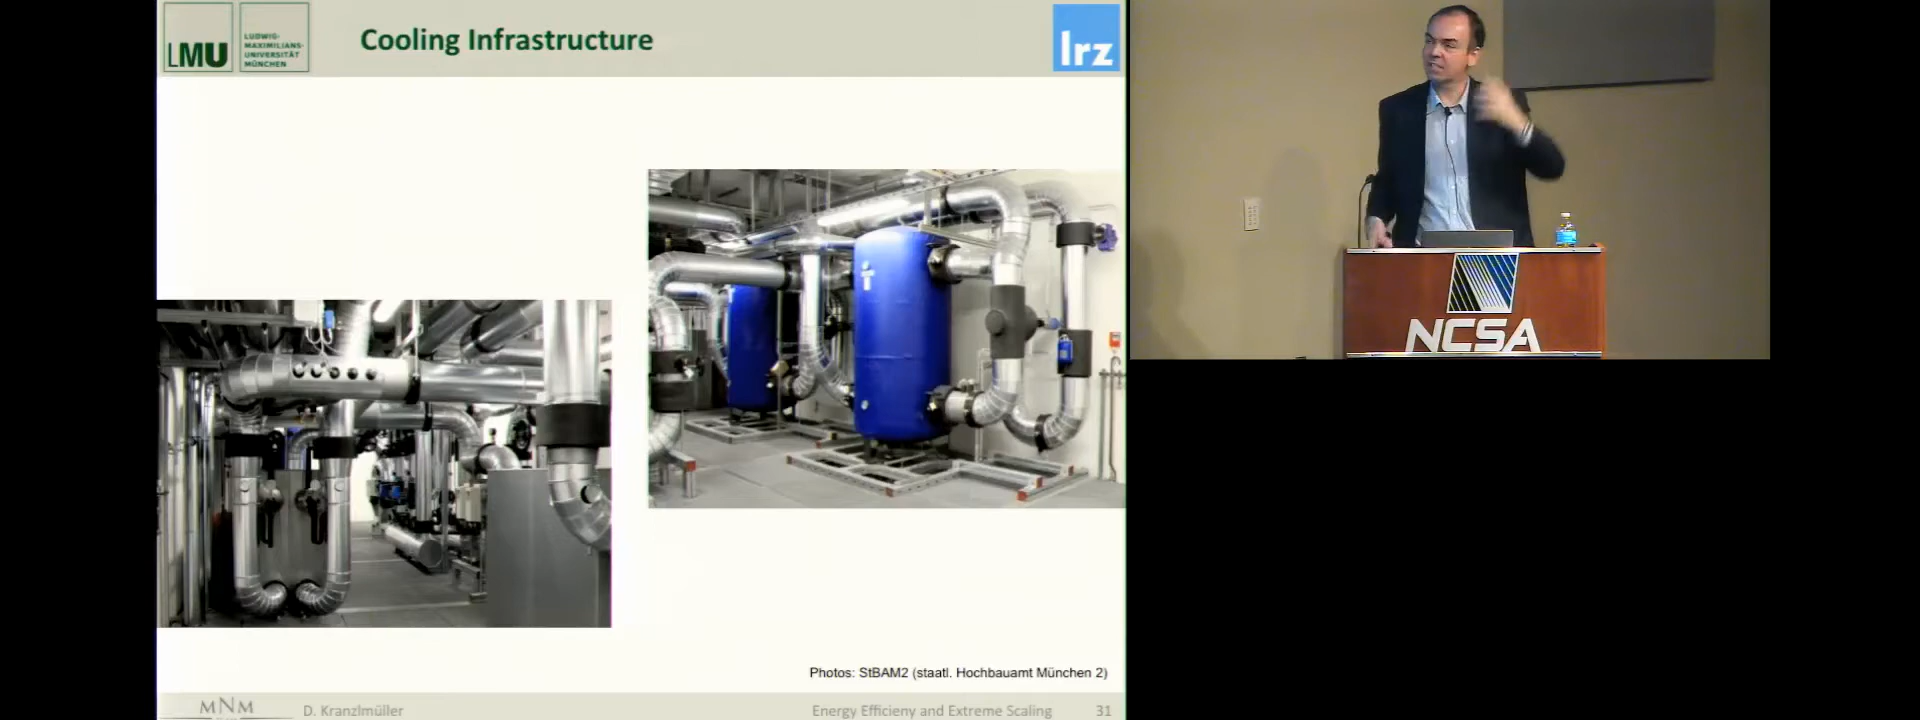 LMU
LUDWIG-
MAXIMILIANS-
UNIVERSITÄT
MÜNCHEN
Cooling Infrastructure
lrz
NCSA
Photos: StBAM2 (staatl. Hochbauamt München 2)
MNM
D. Kranzlmüller
Energy Efficieny and Extreme Scaling
31